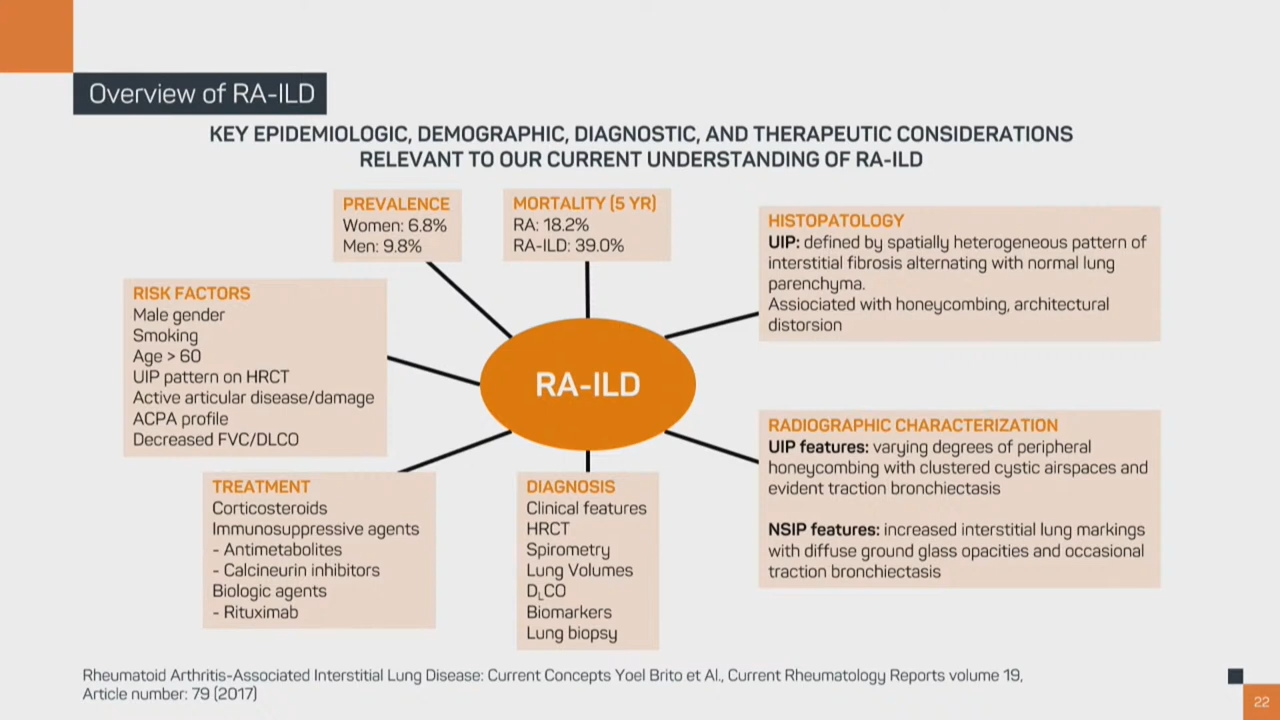 Overview of RA-ILD
KEY EPIDEMIOLOGIC, DEMOGRAPHIC, DIAGNOSTIC, AND THERAPEUTIC CONSIDERATIONS
RELEVANT TO OUR CURRENT UNDERSTANDING OF RA-ILD
PREVALENCE
Women: 6.8%
Men: 9.8%
MORTALITY (5 YR)
RA: 18.2%
RA-ILD: 39.0%
HISTOPATOLOGY
UIP: defined by spatially heterogeneous pattern of
interstitial fibrosis alternating with normal lung
parenchyma.
Assiociated with honeycombing, architectural
distorsion
RISK FACTORS
Male gender
Smoking
Age > 60
UIP pattern on HRCT
Active articular disease/damage
ACPA profile
Decreased FVC/DLCO
RA-ILD
RADIOGRAPHIC CHARACTERIZATION
UIP features: varying degrees of peripheral
honeycombing with clustered cystic airspaces and
evident traction bronchiectasis
NSIP features: increased interstitial lung markings
with diffuse ground glass opacities and occasional
traction bronchiectasis
TREATMENT
Corticosteroids
Immunosuppressive agents
- Antimetabolites
- Calcineurin inhibitors
Biologic agents
- Rituximab
DIAGNOSIS
Clinical features
HRCT
Spirometry
Lung Volumes
DLCO
Biomarkers
Lung biopsy
Rheumatoid Arthritis-Associated Interstitial Lung Disease: Current Concepts Yoel Brito et Al., Current Rheumatology Reports volume 19,
Article number: 79 (2017)
22